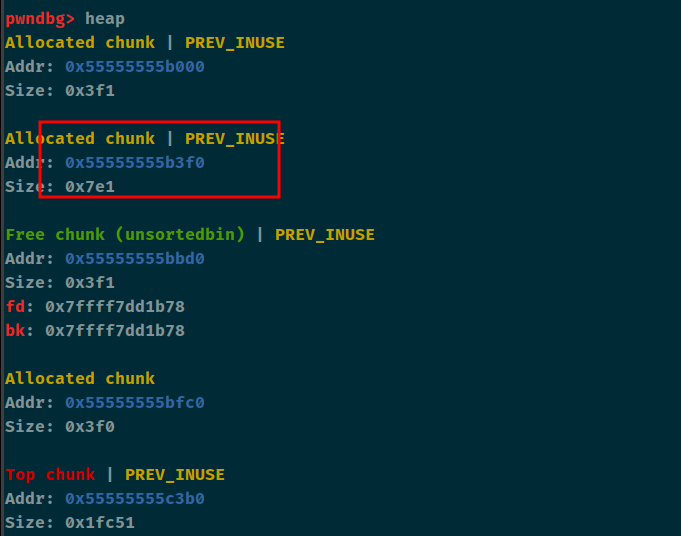 pwndbg> heap
Allocated chunk | PREV_INUSE
Addr: 0x55555555b000
Size: 0x3f1
Allocated chunk | PREV_INUSE
Addr: 0x55555555b3f0
Size: 0x7e1
Free chunk (unsortedbin) | PREV_INUSE
Addr: 0x55555555bbd0
Size: 0x3f1
fd: 0x7ffff7dd1b78
bk: 0x7ffff7dd1b78
Allocated chunk
Addr: 0x55555555bfc0
Size: 0x3f0
Top chunk | PREV_INUSE
Addr: 0x55555555c3b0
Size: 0x1fc51